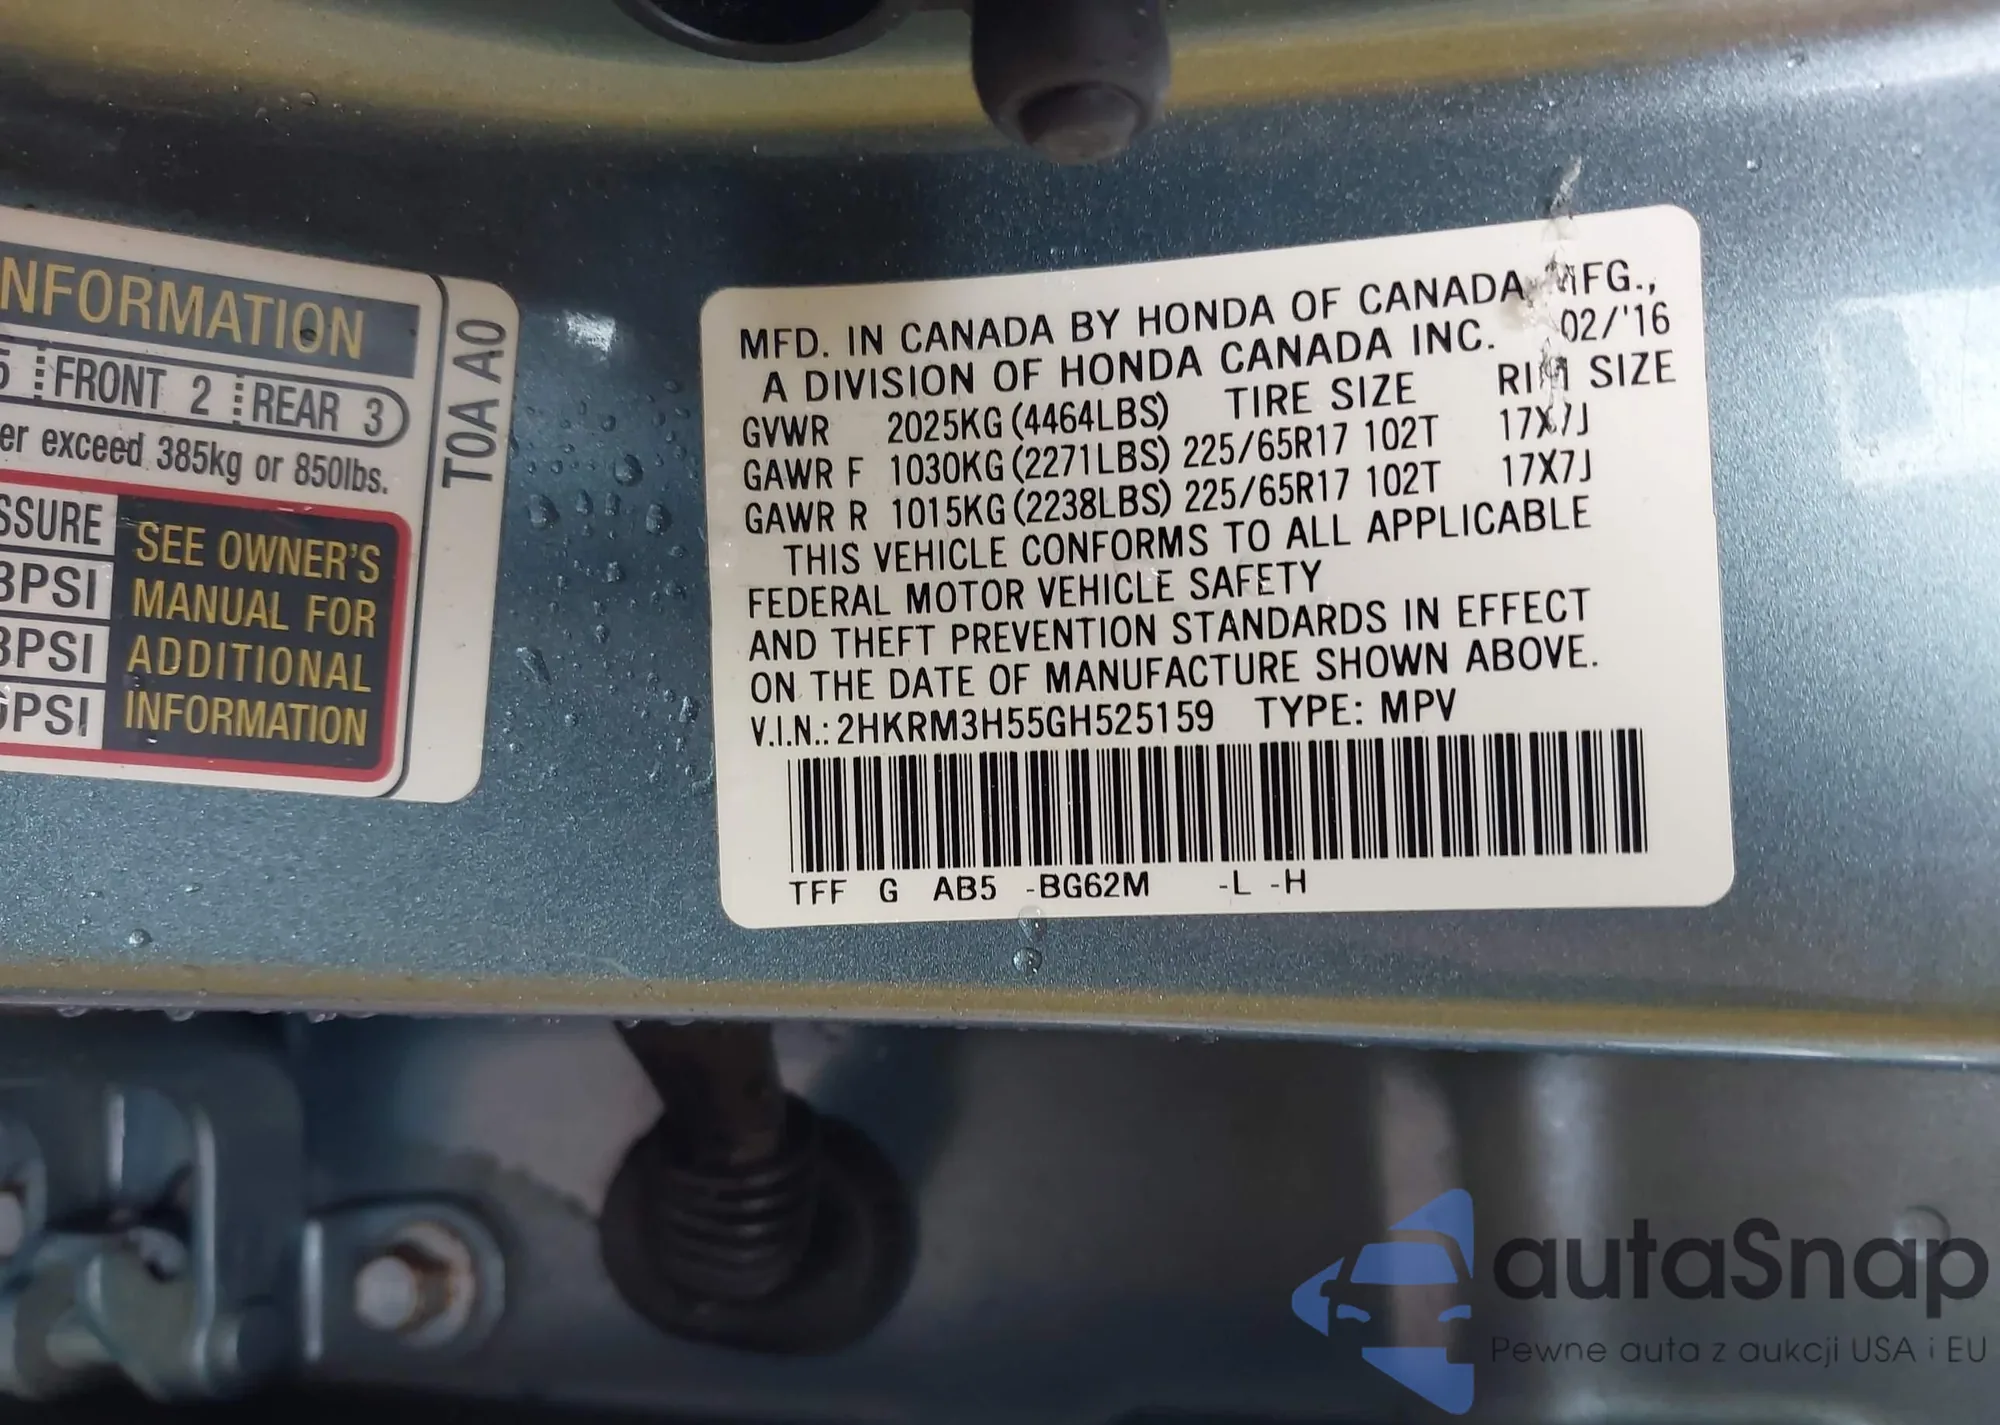 NFORMATION
5 FRONT 2 REAR 3
er exceed 385kg or 850lbs.
SSURE
3PSI
3PSI
PSI
SEE OWNER'S
MANUAL FOR
ADDITIONAL
INFORMATION
T0A A0
MFD. IN CANADA BY HONDA OF CANADA MFG.,
A DIVISION OF HONDA CANADA INC. 02/'16
GVWR 2025KG (4464LBS) TIRE SIZE RIM SIZE
GAWR F 1030KG (2271LBS) 225/65R17 102T 17X7J
GAWR R 1015KG (2238LBS) 225/65R17 102T 17X7J
THIS VEHICLE CONFORMS TO ALL APPLICABLE
FEDERAL MOTOR VEHICLE SAFETY
AND THEFT PREVENTION STANDARDS IN EFFECT
ON THE DATE OF MANUFACTURE SHOWN ABOVE.
V.I.N.: 2HKRM3H55GH525159 TYPE: MPV
TFF G AB5 -BG62M -L -H
autaSnap
Pewne auta z aukcji USA i EU